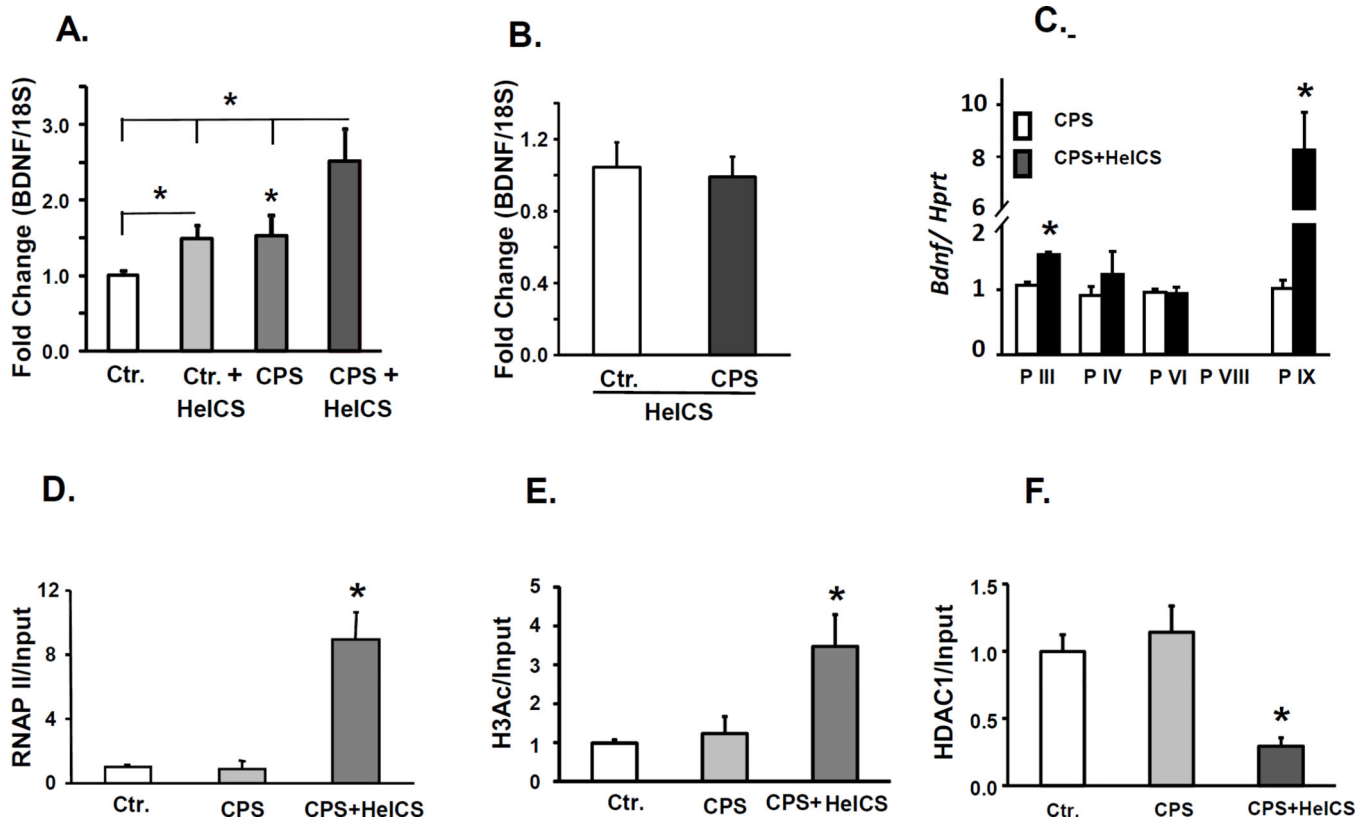 A.
Fold Change (BDNF/18S)
3.0
2.0
1.0
0.0
*
*
*
Ctr.
Ctr. +
HelCS
CPS
CPS +
HelCS
B.
Fold Change (BDNF/18S)
1.2
0.8
0.4
0.0
Ctr.
CPS
HelCS
C.-
Bdnf/ Hprt
10
8
6
2
1
0
CPS
CPS+HelCS
*
*
P III
P IV
P VI
P VIII
P IX
D.
RNAP II/Input
12
8
4
0
*
Ctr.
CPS
CPS+HelCS
E.
H3Ac/Input
5
4
3
2
1
0
*
Ctr.
CPS
CPS+ HelCS
F.
HDAC1/Input
1.5
1.0
0.5
0.0
*
Ctr.
CPS
CPS+HelCS